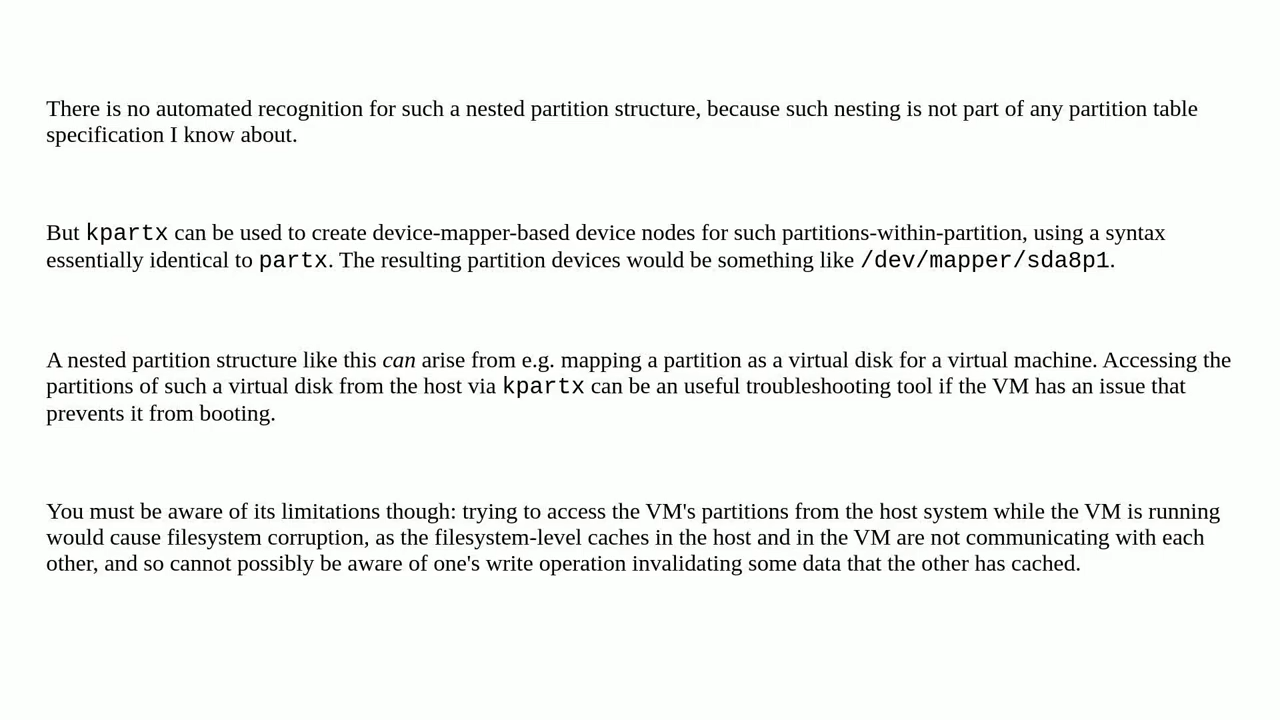 There is no automated recognition for such a nested partition structure, because such nesting is not part of any partition table
specification I know about.
But kpartx can be used to create device-mapper-based device nodes for such partitions-within-partition, using a syntax
essentially identical to partx. The resulting partition devices would be something like /dev/mapper/sda8p1.
A nested partition structure like this can arise from e.g. mapping a partition as a virtual disk for a virtual machine. Accessing the
partitions of such a virtual disk from the host via kpartx can be an useful troubleshooting tool if the VM has an issue that
prevents it from booting.
You must be aware of its limitations though: trying to access the VM's partitions from the host system while the VM is running
would cause filesystem corruption, as the filesystem-level caches in the host and in the VM are not communicating with each
other, and so cannot possibly be aware of one's write operation invalidating some data that the other has cached.